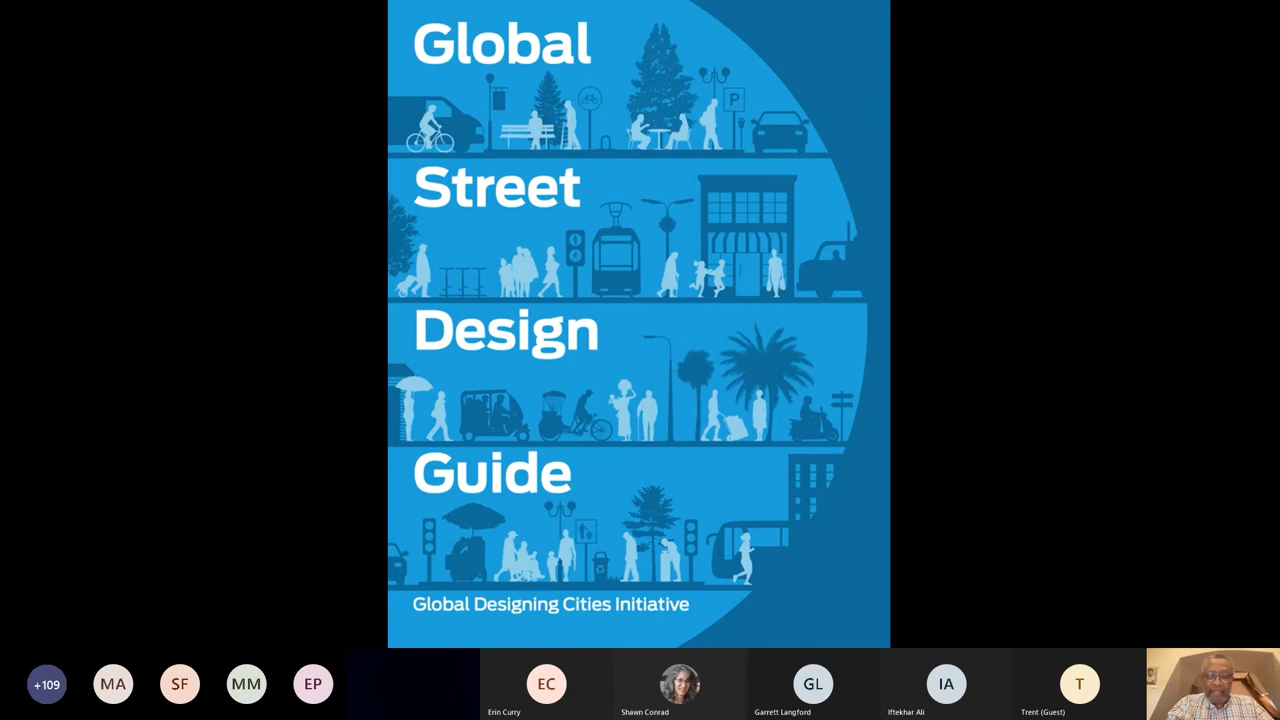 Global
P
Street
Design
Guide
Global Designing Cities Initiative
+109
MA
SF
MM
EP
EC
GL
IA
T
Erin Curry
Shawn Conrad
Garrett Langford
Iftekhar Ali
Trent (Guest)